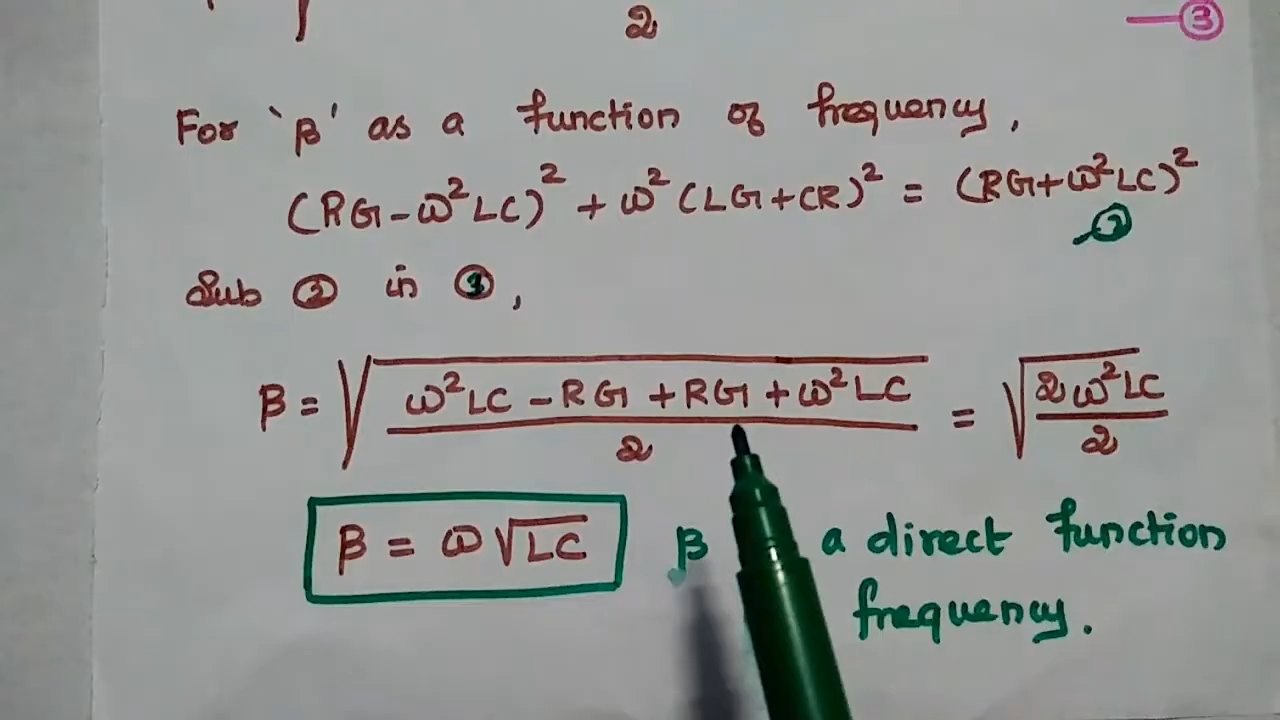 2 ③
For 'β' as a function of frequency,
(RG-ω²LC)² + ω²(LG+CR)² = (RG+ω²LC)²
Sub ② in ③,
β = √(ω²LC - RG + RG + ω²LC / 2) = √(2ω²LC / 2)
β = ω√LC β a direct function
frequency.